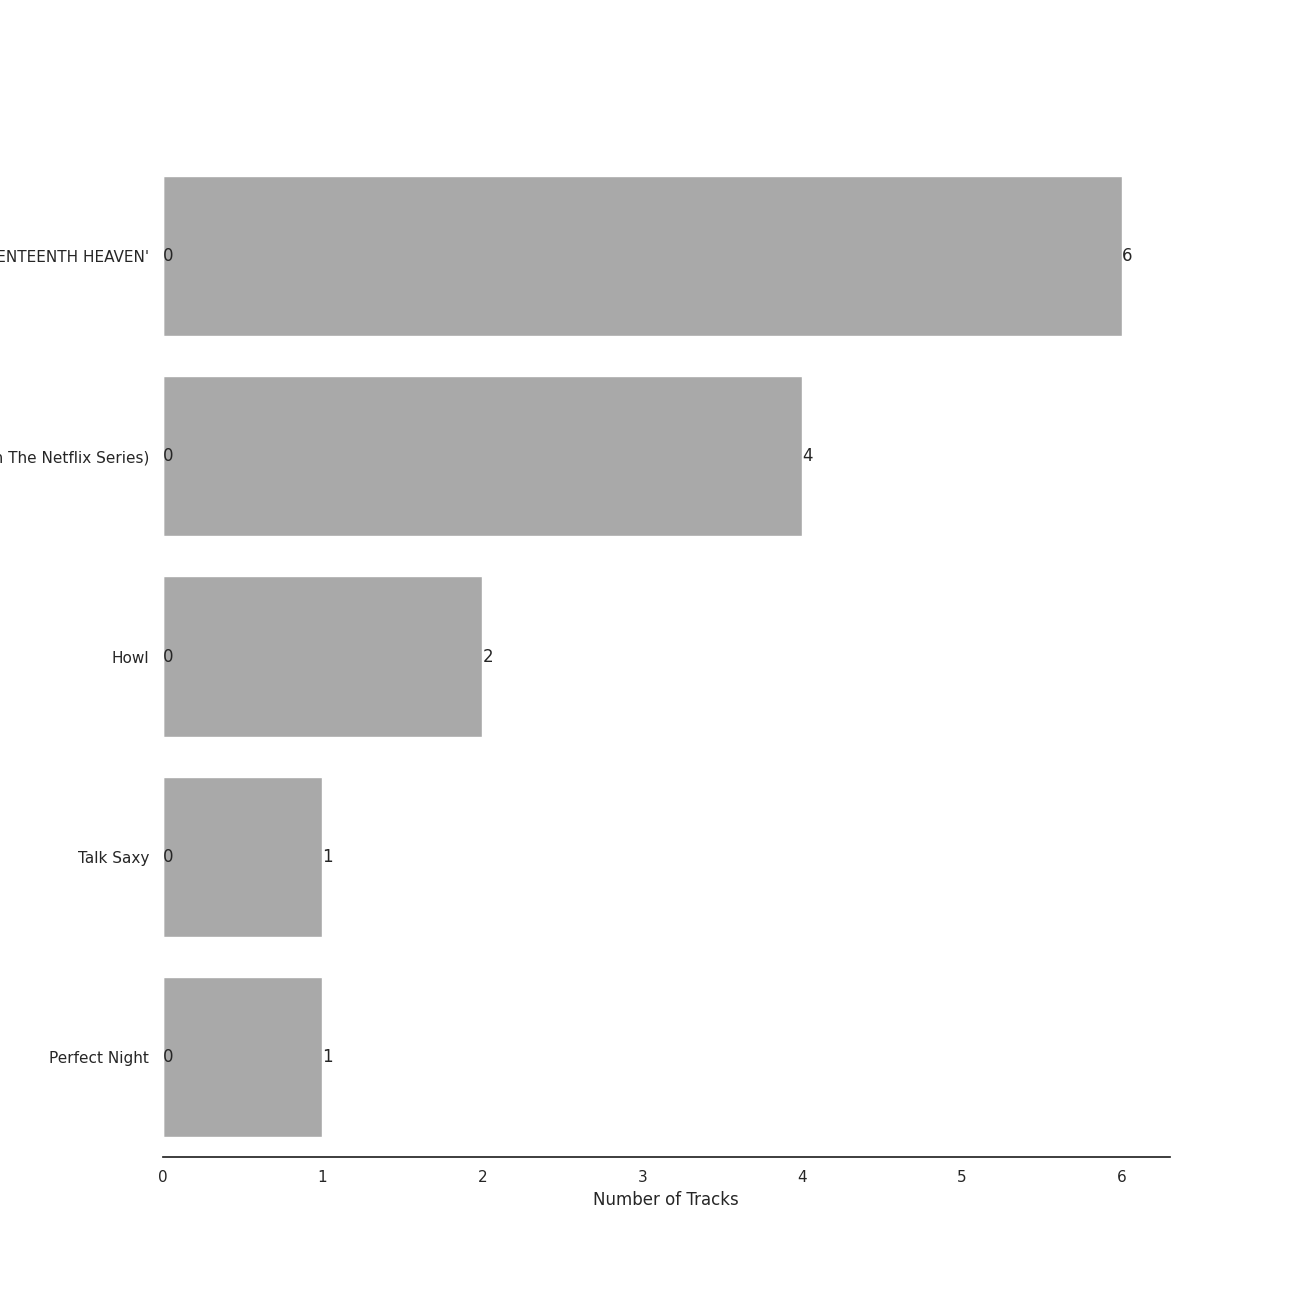 ENTEENTH HEAVEN' 0 6
The Netflix Series) 0 4
Howl 0 2
Talk Saxy 0 1
Perfect Night 0 1
0 1 2 3 4 5 6
Number of Tracks